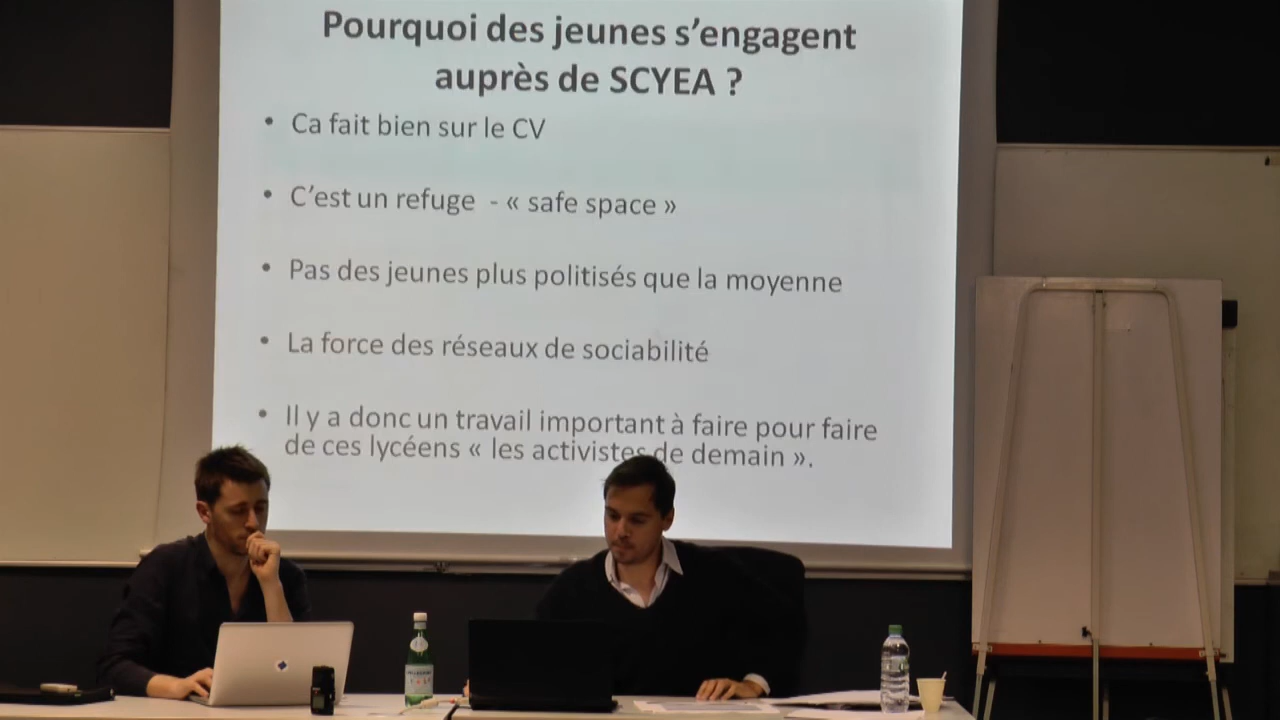 Pourquoi des jeunes s'engagent
auprès de SCYEA ?
• Ca fait bien sur le CV
• C'est un refuge - « safe space »
• Pas des jeunes plus politisés que la moyenne
• La force des réseaux de sociabilité
• Il y a donc un travail important à faire pour faire
de ces lycéens « les activistes de demain ».